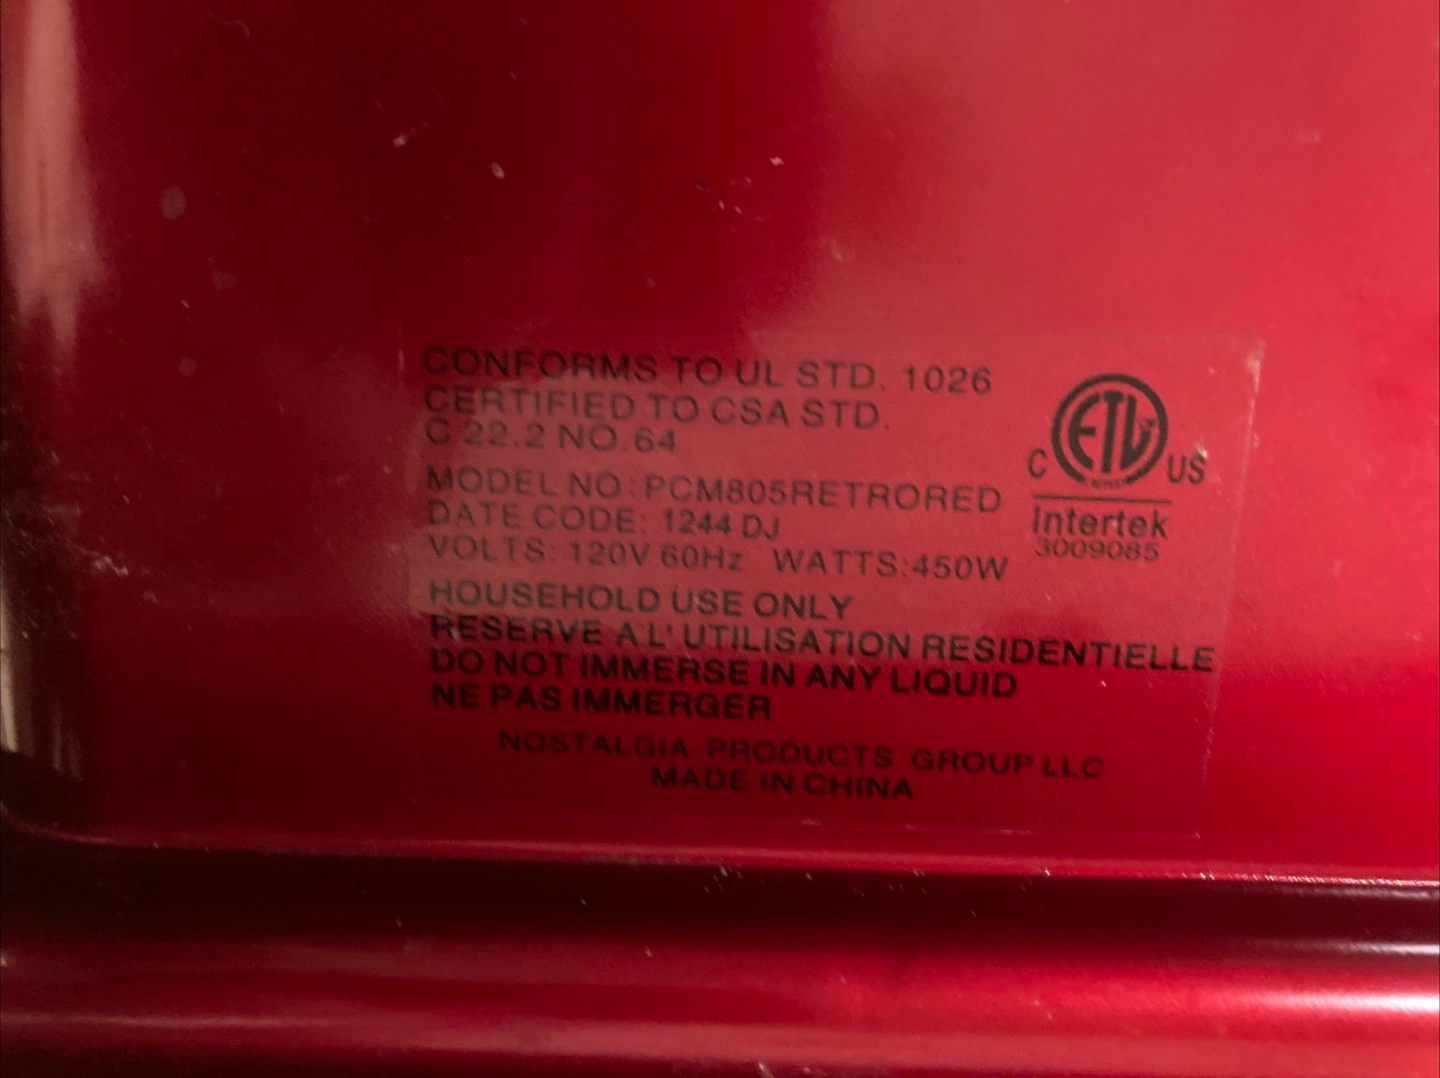 CONFORMS TO UL STD. 1026
CERTIFIED TO CSA STD.
C 22.2 NO.64
MODEL NO:PCM805RETRORED
DATE CODE: 1244 DJ
VOLTS: 120V 60Hz WATTS:450W
HOUSEHOLD USE ONLY
RESERVE A L' UTILISATION RESIDENTIELLE
DO NOT IMMERSE IN ANY LIQUID
NE PAS IMMERGER
NOSTALGIA PRODUCTS GROUP LLC
MADE IN CHINA
C ETL US
Intertek
3009085